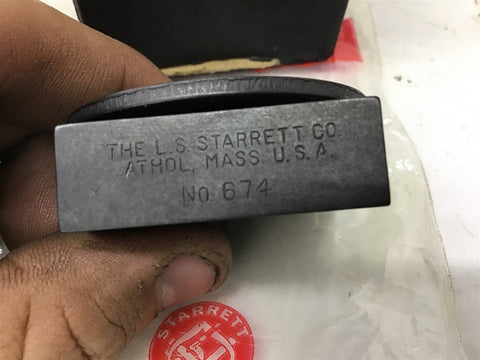 THE L.S. STARRETT CO
ATHOL, MASS. U.S.A.
No. 674
STARRETT